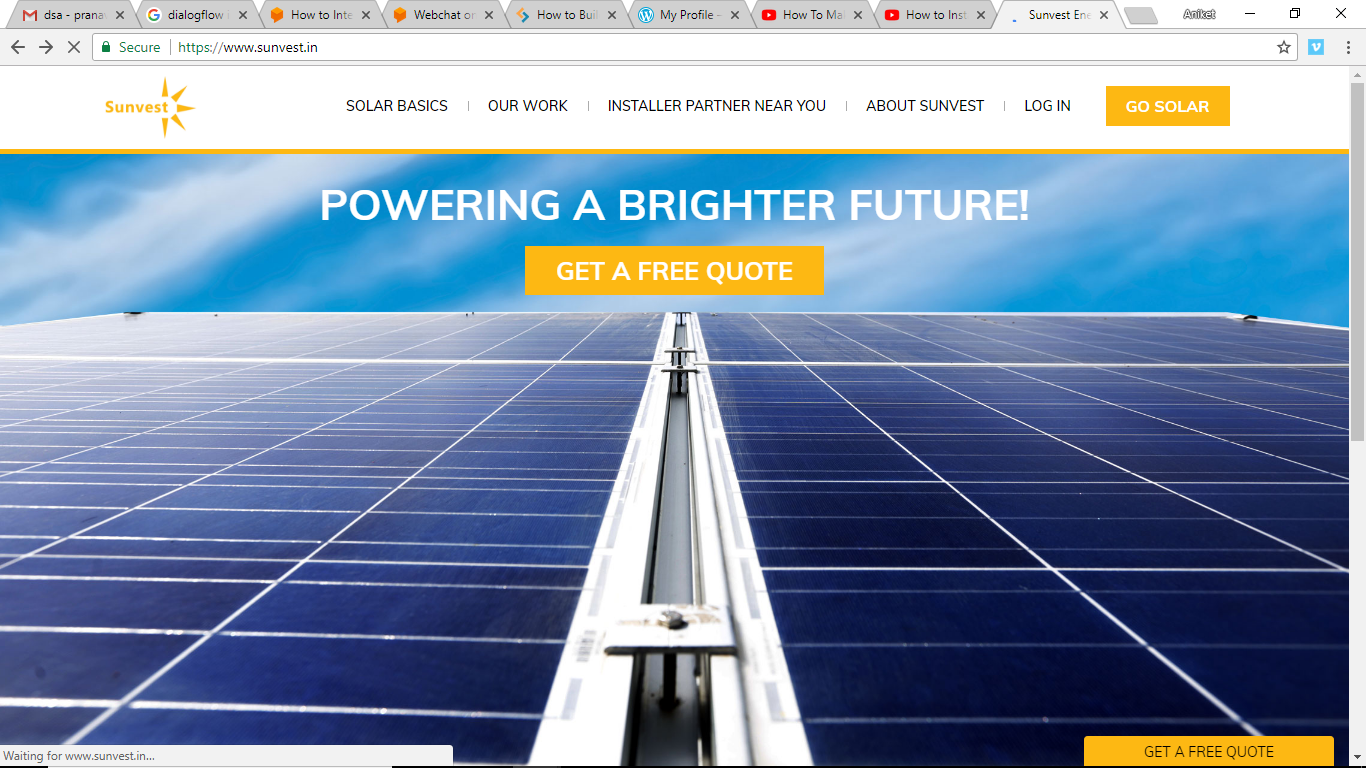 dsa - prana
dialogflow i
How to Inte
Webchat or
How to Buil
My Profile –
How To Mal
How to Inst
Sunvest Ene
Aniket
Secure
https://www.sunvest.in
Sunvest
SOLAR BASICS
OUR WORK
INSTALLER PARTNER NEAR YOU
ABOUT SUNVEST
LOG IN
GO SOLAR
POWERING A BRIGHTER FUTURE!
GET A FREE QUOTE
Waiting for www.sunvest.in...
GET A FREE QUOTE